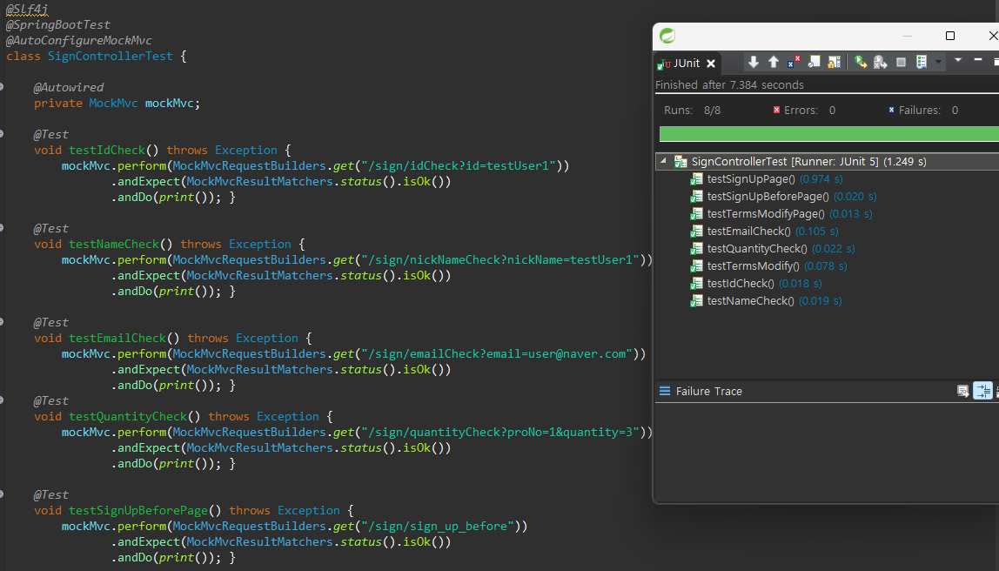 @Slf4j
@SpringBootTest
@AutoConfigureMockMvc
class SignControllerTest {
@Autowired
private MockMvc mockMvc;
@Test
void testIdCheck() throws Exception {
mockMvc.perform(MockMvcRequestBuilders.get("/sign/idCheck?id=testUser1"))
.andExpect(MockMvcResultMatchers.status().isOk())
.andDo(print()); }
@Test
void testNameCheck() throws Exception {
mockMvc.perform(MockMvcRequestBuilders.get("/sign/nickNameCheck?nickName=testUser1"))
.andExpect(MockMvcResultMatchers.status().isOk())
.andDo(print()); }
@Test
void testEmailCheck() throws Exception {
mockMvc.perform(MockMvcRequestBuilders.get("/sign/emailCheck?email=user@naver.com"))
.andExpect(MockMvcResultMatchers.status().isOk())
.andDo(print()); }
@Test
void testQuantityCheck() throws Exception {
mockMvc.perform(MockMvcRequestBuilders.get("/sign/quantityCheck?proNo=1&quantity=3"))
.andExpect(MockMvcResultMatchers.status().isOk())
.andDo(print()); }
@Test
void testSignUpBeforePage() throws Exception {
mockMvc.perform(MockMvcRequestBuilders.get("/sign/sign_up_before"))
.andExpect(MockMvcResultMatchers.status().isOk())
.andDo(print()); }
JUnit
Finished after 7.384 seconds
Runs: 8/8 Errors: 0 Failures: 0
SignControllerTest [Runner: JUnit 5] (1.249 s)
testSignUpPage() (0.974 s)
testSignUpBeforePage() (0.020 s)
testTermsModifyPage() (0.013 s)
testEmailCheck() (0.105 s)
testQuantityCheck() (0.022 s)
testTermsModify() (0.078 s)
testIdCheck() (0.018 s)
testNameCheck() (0.019 s)
Failure Trace